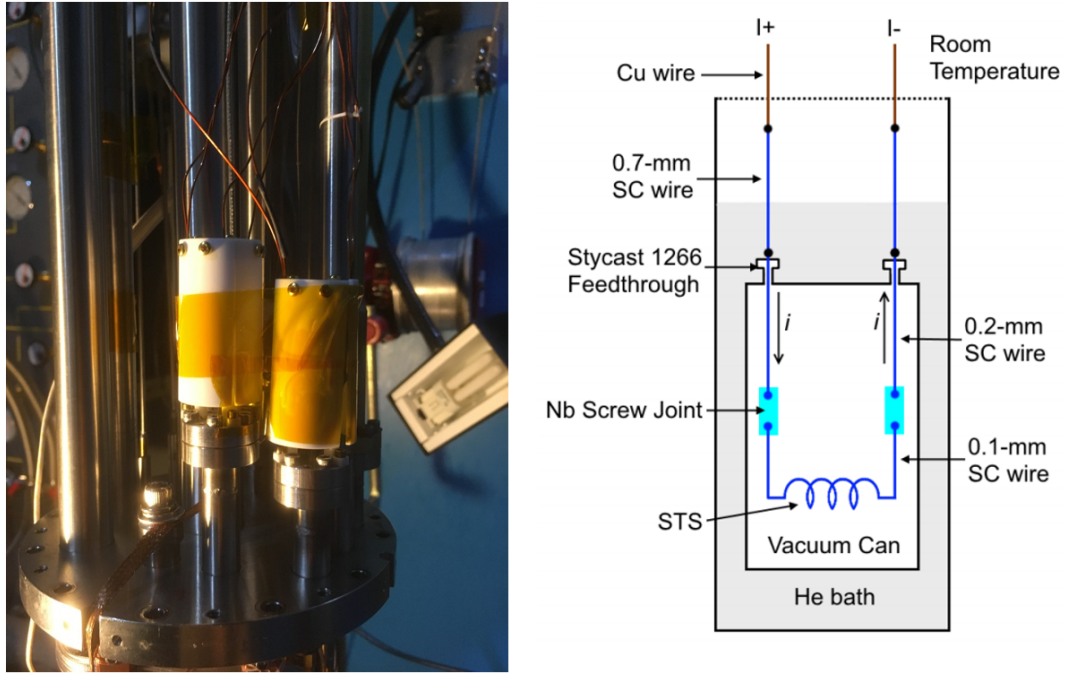 I+
I-
Room
Temperature
Cu wire
0.7-mm
SC wire
Stycast 1266
Feedthrough
i
i
0.2-mm
SC wire
Nb Screw Joint
0.1-mm
SC wire
STS
Vacuum Can
He bath